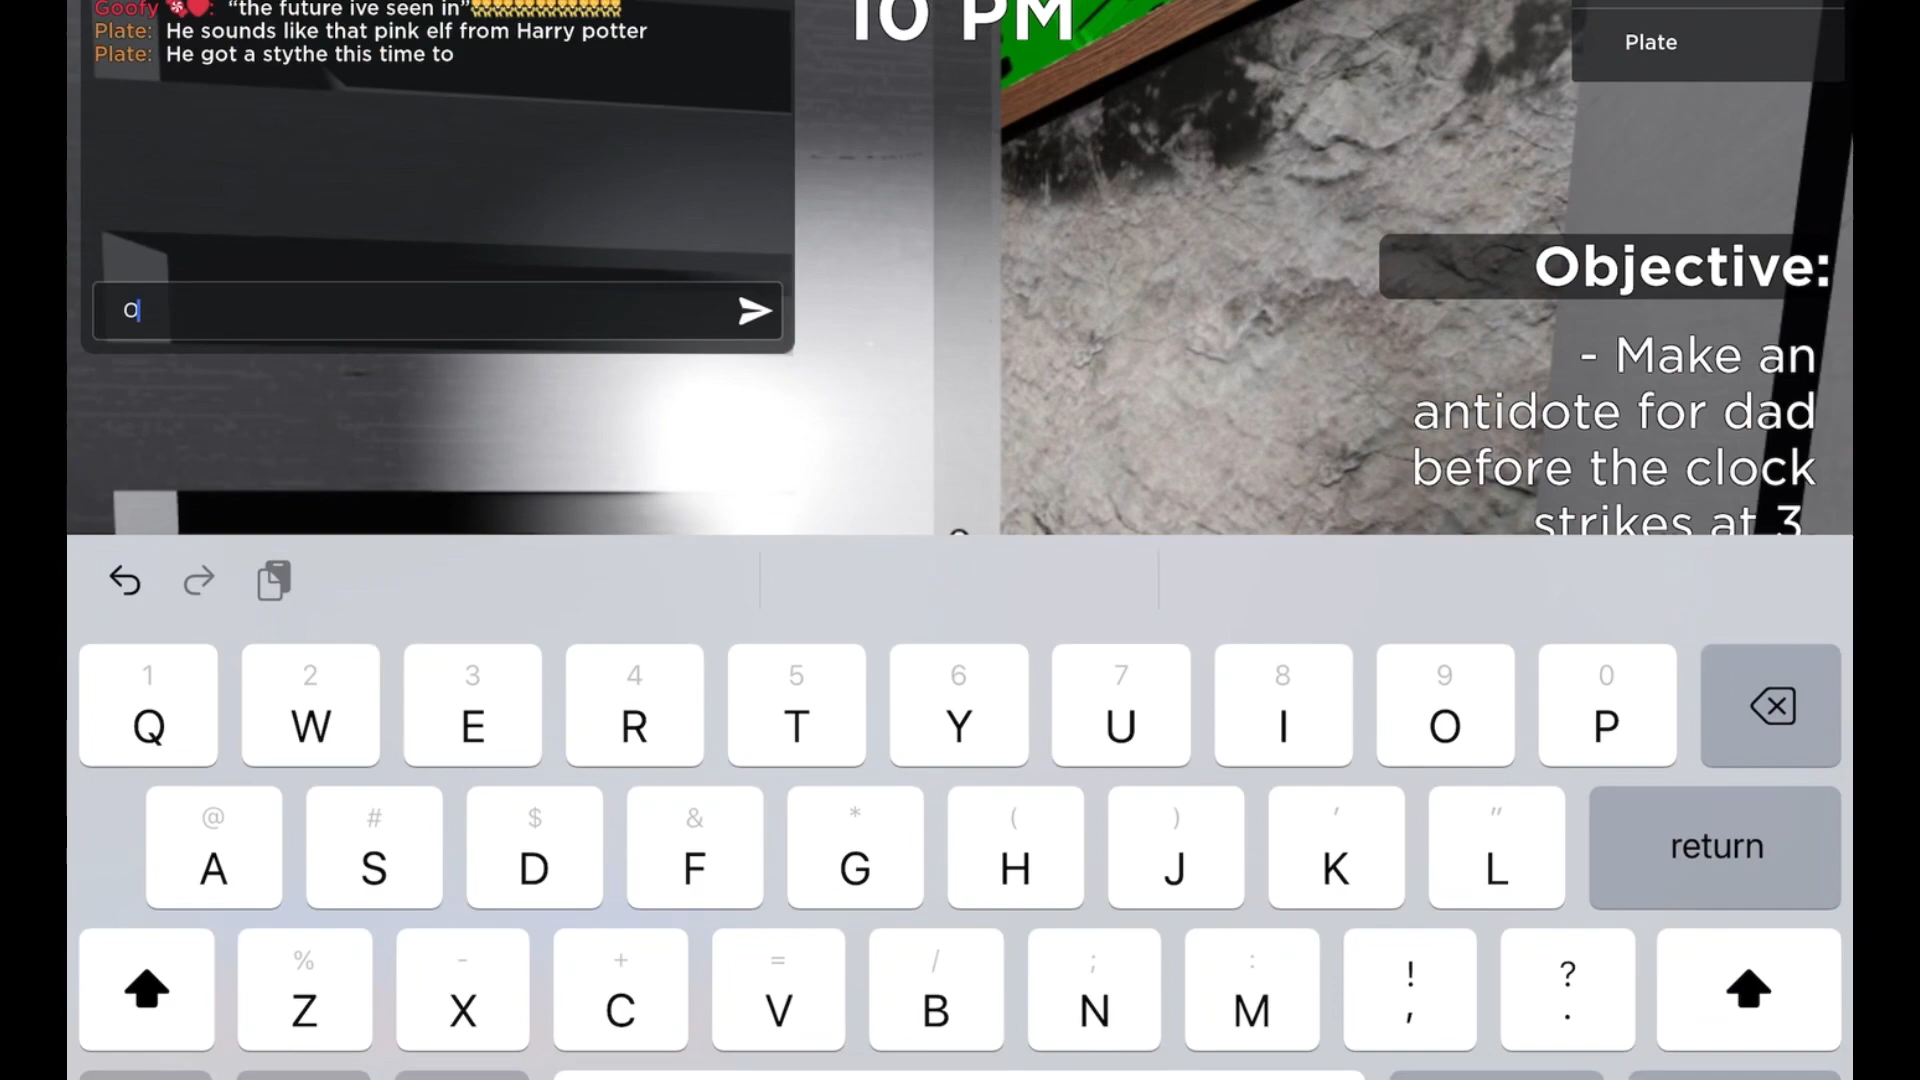 Goofy : “the future ive seen in”
Plate: He sounds like that pink elf from Harry potter
Plate: He got a stythe this time to
O
10 PM
Plate
Objective:
- Make an
antidote for dad
before the clock
strikes at 3
1 2 3 4 5 6 7 8 9 0
Q W E R T Y U I O P
@ # $ & * ( ) ' "
A S D F G H J K L return
% - + = / ; : ! ?
Z X C V B N M , .